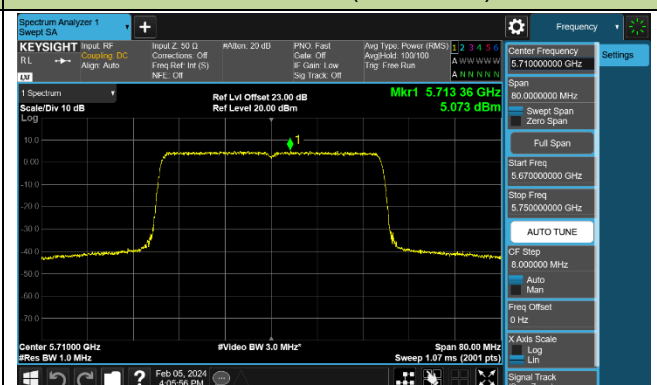 Spectrum Analyzer 1
Swept SA
+
Frequency
KEYSIGHT
RL
Input: RF
Coupling: DC
Align: Auto
Input Z: 50 Ω
Corrections: Off
Freq Ref: Int (S)
NFE: Off
#Atten: 20 dB
PNO: Fast
Gate: Off
IF Gain: Low
Sig Track: Off
Avg Type: Power (RMS)
Avg|Hold: 100/100
Trig: Free Run
1 2 3 4 5 6
A W W W W W
A N N N N N
1 Spectrum
Scale/Div 10 dB
Log
Ref Lvl Offset 23.00 dB
Ref Level 20.00 dBm
Mkr1 5.713 36 GHz
5.073 dBm
1
10.0
0.00
-10.0
-20.0
-30.0
-40.0
-50.0
-60.0
-70.0
Center 5.71000 GHz
#Res BW 1.0 MHz
#Video BW 3.0 MHz*
Span 80.00 MHz
Sweep 1.07 ms (2001 pts)
Feb 05, 2024
4:05:56 PM
Center Frequency
5.710000000 GHz
Span
80.0000000 MHz
Swept Span
Zero Span
Full Span
Start Freq
5.670000000 GHz
Stop Freq
5.750000000 GHz
AUTO TUNE
CF Step
8.000000 MHz
Auto
Man
Freq Offset
0 Hz
X Axis Scale
Log
Lin
Signal Track
Settings